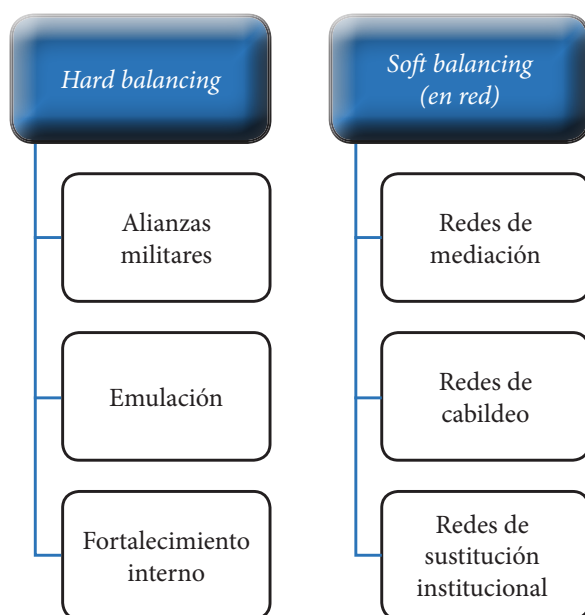 Hard balancing
Alianzas
militares
Emulación
Fortalecimiento
interno
Soft balancing
(en red)
Redes de
mediación
Redes de
cabildeo
Redes de
sustitución
institucional